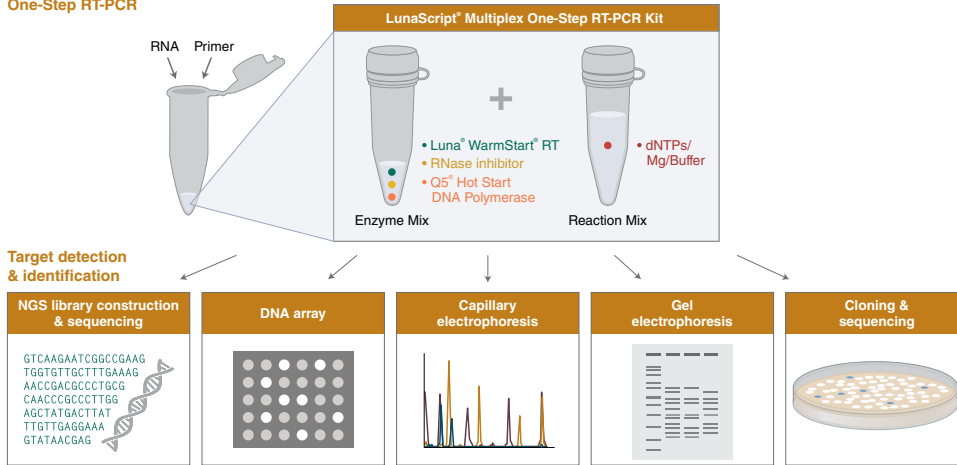 One-Step RT-PCR
LunaScript® Multiplex One-Step RT-PCR Kit
RNA Primer
• Luna® WarmStart® RT
• RNase inhibitor
• Q5® Hot Start
DNA Polymerase
Enzyme Mix
+
• dNTPs/
Mg/Buffer
Reaction Mix
Target detection
& identification
NGS library construction
& sequencing
GTCAAGAATCGGCCGAAG
TGGTGTTGCTTTGAAAG
AACCGACGCCCTGCG
CAACCCGCCCTTGG
AGCTATGACTTAT
TTGTTGAGGAAA
GTATAACGAG
DNA array
Capillary
electrophoresis
Gel
electrophoresis
Cloning &
sequencing